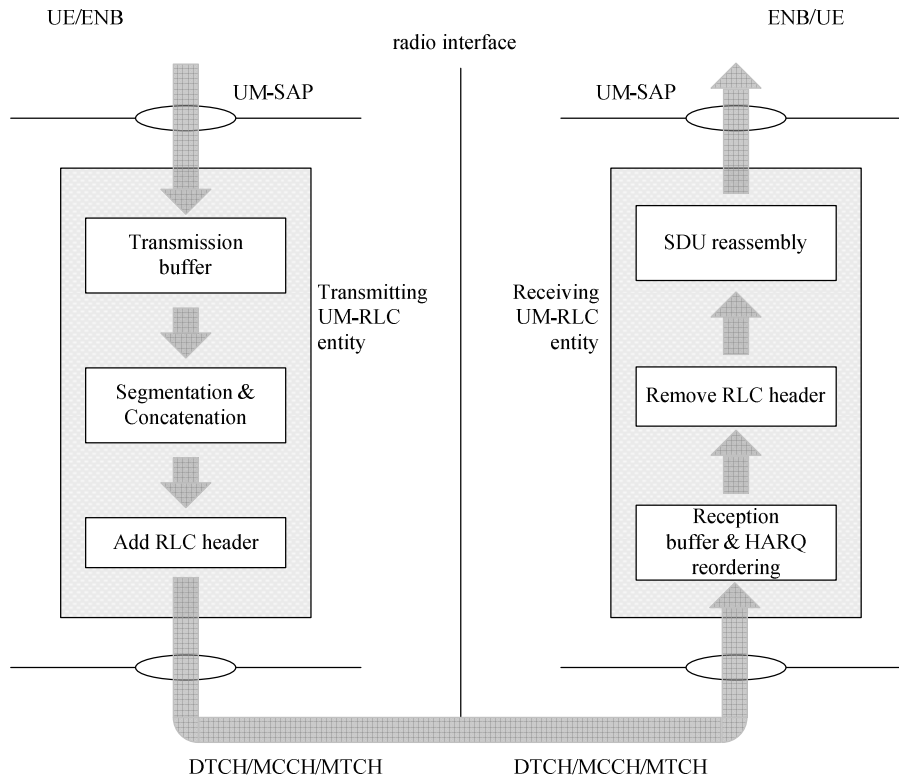 UE/ENB
ENB/UE
radio interface
UM-SAP
UM-SAP
Transmission
buffer
Segmentation &
Concatenation
Add RLC header
Transmitting
UM-RLC
entity
Receiving
UM-RLC
entity
SDU reassembly
Remove RLC header
Reception
buffer & HARQ
reordering
DTCH/MCCH/MTCH
DTCH/MCCH/MTCH